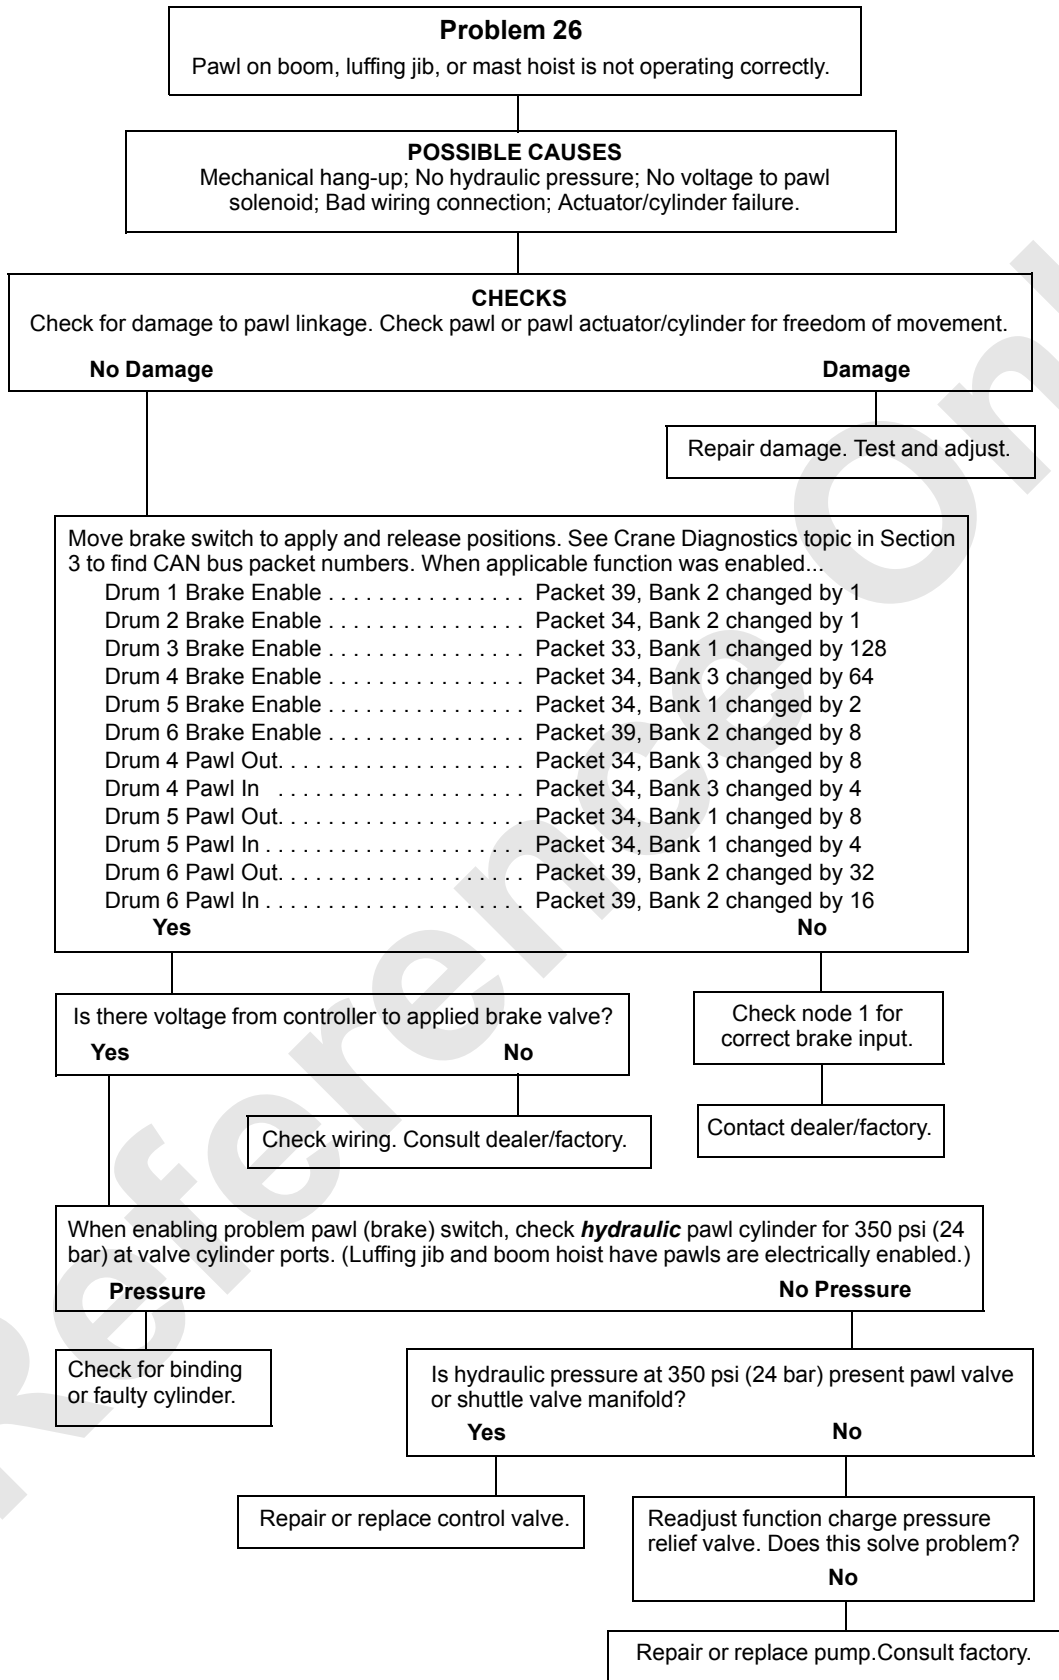 Problem 26
Pawl on boom, luffing jib, or mast hoist is not operating correctly.
POSSIBLE CAUSES
Mechanical hang-up; No hydraulic pressure; No voltage to pawl
solenoid; Bad wiring connection; Actuator/cylinder failure.
CHECKS
Check for damage to pawl linkage. Check pawl or pawl actuator/cylinder for freedom of movement.
No Damage Damage
Repair damage. Test and adjust.
Move brake switch to apply and release positions. See Crane Diagnostics topic in Section
3 to find CAN bus packet numbers. When applicable function was enabled...
Drum 1 Brake Enable . . . . . . . . . . . . . . . . Packet 39, Bank 2 changed by 1
Drum 2 Brake Enable . . . . . . . . . . . . . . . . Packet 34, Bank 2 changed by 1
Drum 3 Brake Enable . . . . . . . . . . . . . . . . Packet 33, Bank 1 changed by 128
Drum 4 Brake Enable . . . . . . . . . . . . . . . . Packet 34, Bank 3 changed by 64
Drum 5 Brake Enable . . . . . . . . . . . . . . . . Packet 34, Bank 1 changed by 2
Drum 6 Brake Enable . . . . . . . . . . . . . . . . Packet 39, Bank 2 changed by 8
Drum 4 Pawl Out. . . . . . . . . . . . . . . . . . . . Packet 34, Bank 3 changed by 8
Drum 4 Pawl In . . . . . . . . . . . . . . . . . . . . Packet 34, Bank 3 changed by 4
Drum 5 Pawl Out. . . . . . . . . . . . . . . . . . . . Packet 34, Bank 1 changed by 8
Drum 5 Pawl In . . . . . . . . . . . . . . . . . . . . . Packet 34, Bank 1 changed by 4
Drum 6 Pawl Out. . . . . . . . . . . . . . . . . . . . Packet 39, Bank 2 changed by 32
Drum 6 Pawl In . . . . . . . . . . . . . . . . . . . . . Packet 39, Bank 2 changed by 16
Yes No
Is there voltage from controller to applied brake valve?
Yes No
Check node 1 for
correct brake input.
Check wiring. Consult dealer/factory.
Contact dealer/factory.
When enabling problem pawl (brake) switch, check hydraulic pawl cylinder for 350 psi (24
bar) at valve cylinder ports. (Luffing jib and boom hoist have pawls are electrically enabled.)
Pressure No Pressure
Check for binding
or faulty cylinder.
Is hydraulic pressure at 350 psi (24 bar) present pawl valve
or shuttle valve manifold?
Yes No
Repair or replace control valve.
Readjust function charge pressure
relief valve. Does this solve problem?
No
Repair or replace pump.Consult factory.
Reference Onl